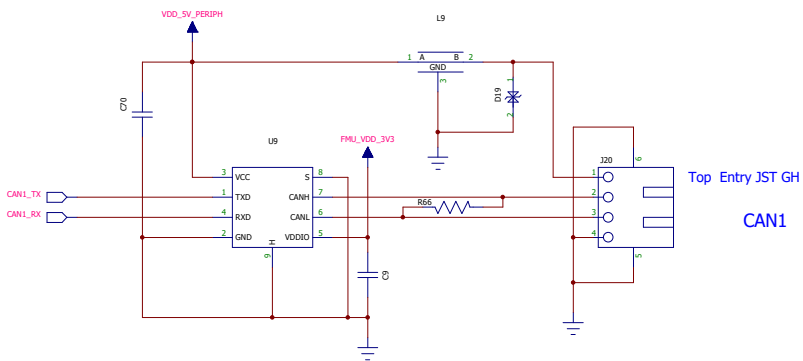 VDD_5V_PERIPH
L9
1 A B 2
GND
3
C70
1
D19
2
U9
FMU_VDD_3V3
J20
6
3 VCC S 8
CAN1_TX
1 TXD CANH 7
CAN1_RX
4 RXD CANL 6
2 GND VDDIO 5
H
9
R66
C9
1
2
3
4
5
Top Entry JST GH
CAN1